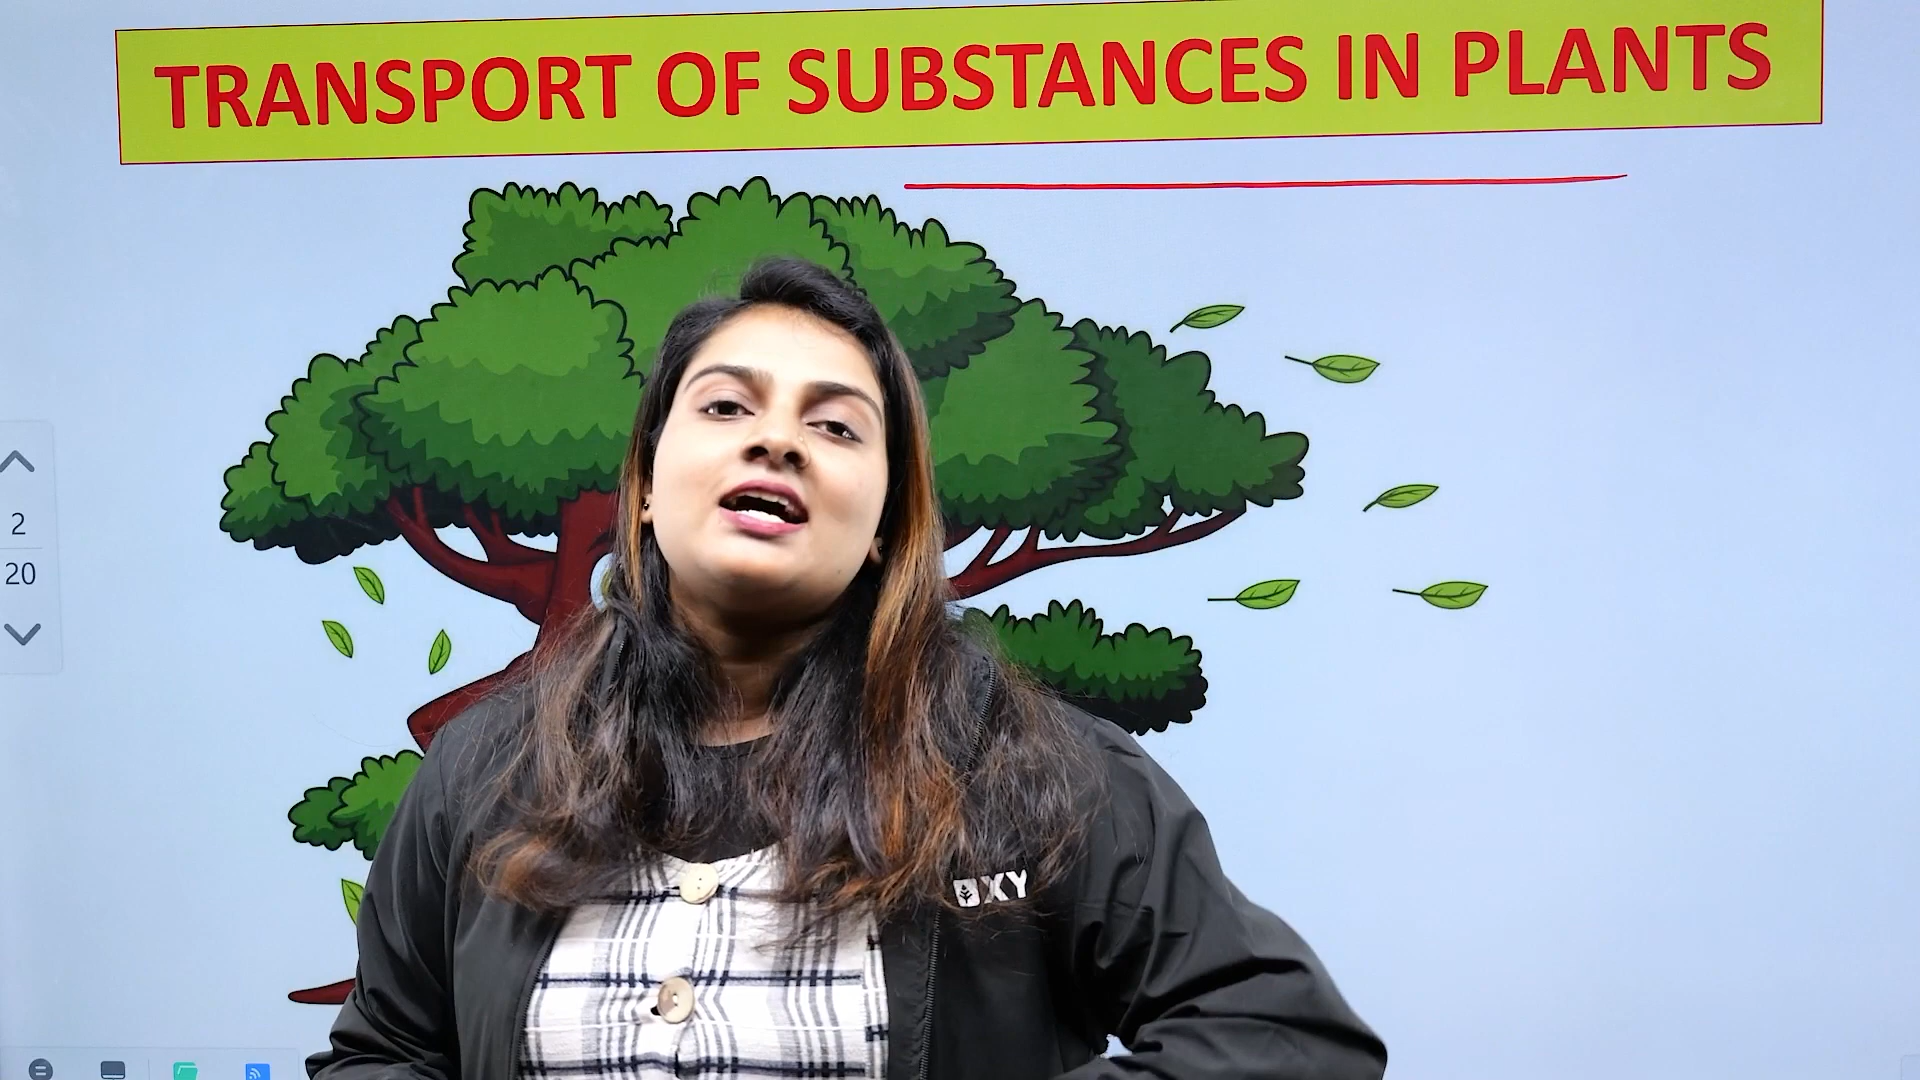 TRANSPORT OF SUBSTANCES IN PLANTS
2
20
XY